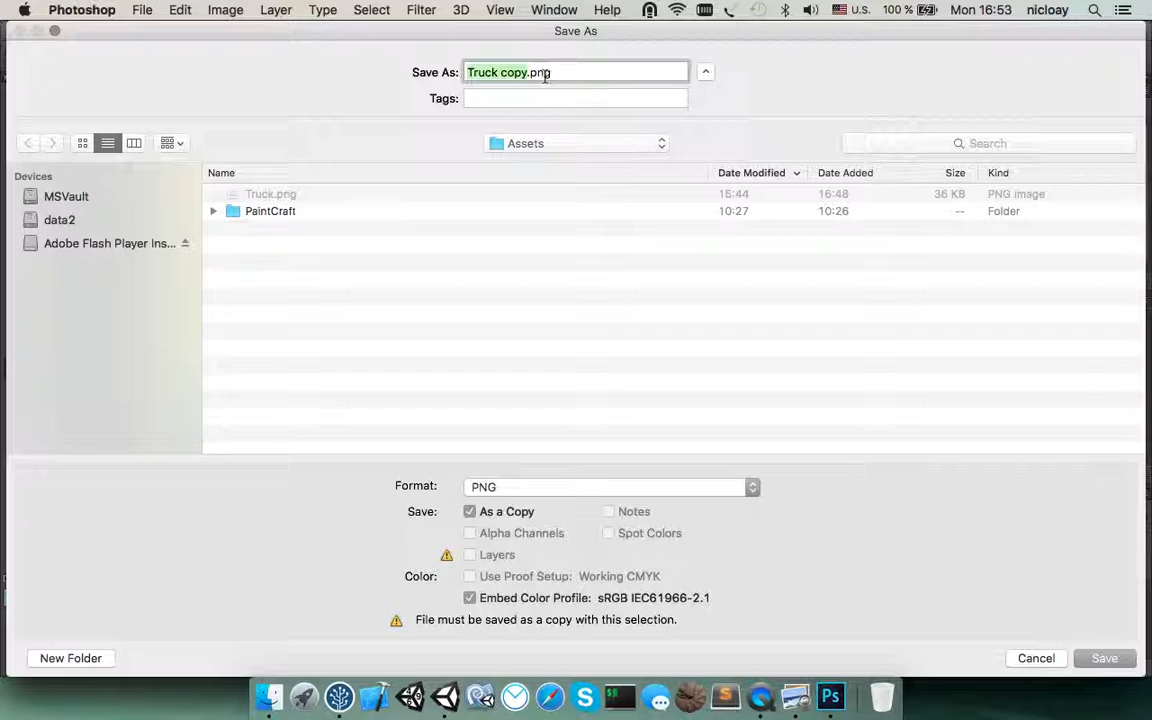 Photoshop File Edit Image Layer Type Select Filter 3D View Window Help U.S. 100 % Mon 16:53 nicloay
Save As
Save As: Truck copy.png
Tags:
Assets
Search
Devices
MSVault
data2
Adobe Flash Player Ins...
Name Date Modified Date Added Size Kind
Truck.png 15:44 16:48 36 KB PNG image
PaintCraft 10:27 10:26 -- Folder
Format: PNG
Save: As a Copy Notes
Alpha Channels Spot Colors
Layers
Color: Use Proof Setup: Working CMYK
Embed Color Profile: sRGB IEC61966-2.1
File must be saved as a copy with this selection.
New Folder Cancel Save
Ps